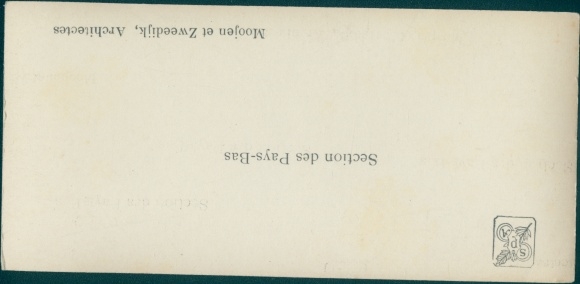 Section des Pays-Bas
Moojen et Zweedijk, Architectes